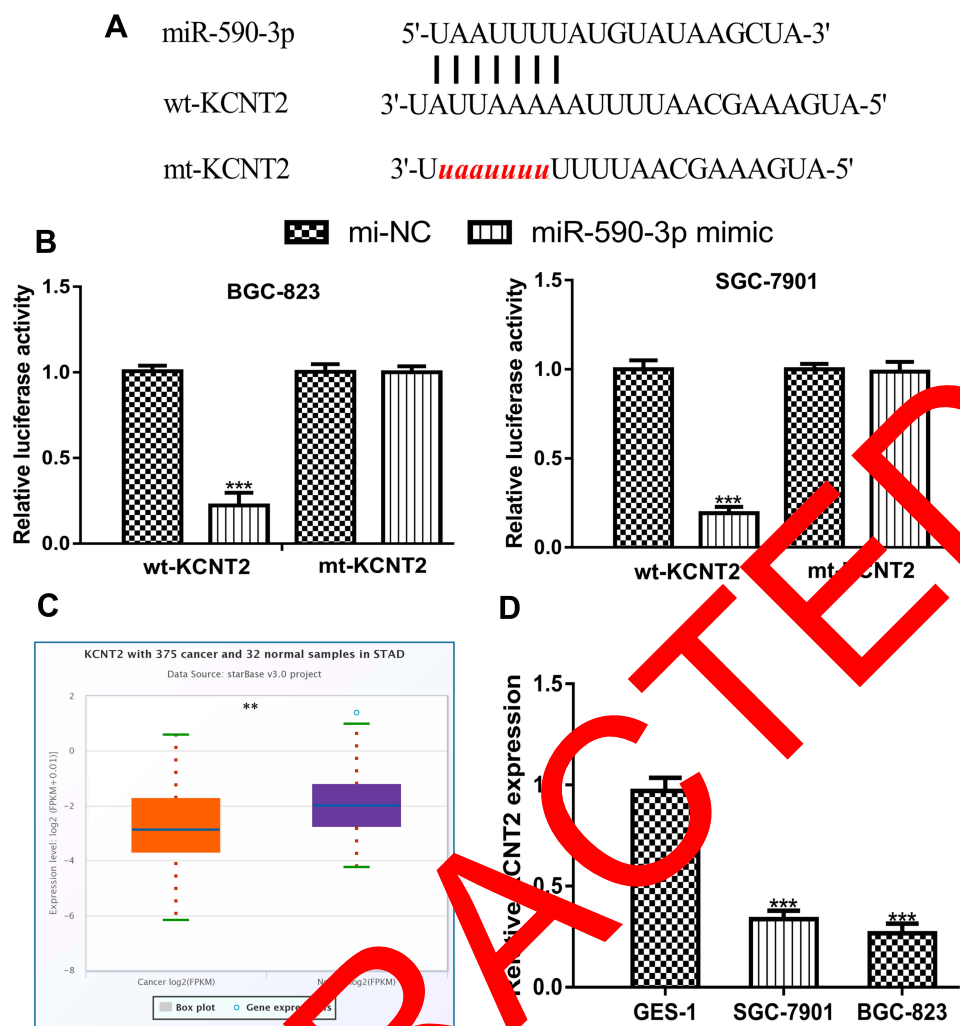 A
miR-590-3p 5'-UAAUUUUAUGUAUAAGCUA-3'
wt-KCNT2 3'-UAUUAAAAAUUUUAACGAAAGUA-5'
mt-KCNT2 3'-UuaauuuuUUUUAACGAAAGUA-5'
B
mi-NC miR-590-3p mimic
BGC-823
Relative luciferase activity
1.5
1.0
0.5
0.0
***
wt-KCNT2 mt-KCNT2
SGC-7901
Relative luciferase activity
1.5
1.0
0.5
0.0
***
wt-KCNT2 mt-KCNT2
C
KCNT2 with 375 cancer and 32 normal samples in STAD
Data Source: starBase v3.0 project
Expression level: log2 (FPKM+0.01)]
2
0
-2
-4
-6
-8
**
Cancer log2(FPKM) log2(FPKM)
Box plot Gene
D
expression
1.5
0.5
0.0
***
***
GES-1 SGC-7901 BGC-823